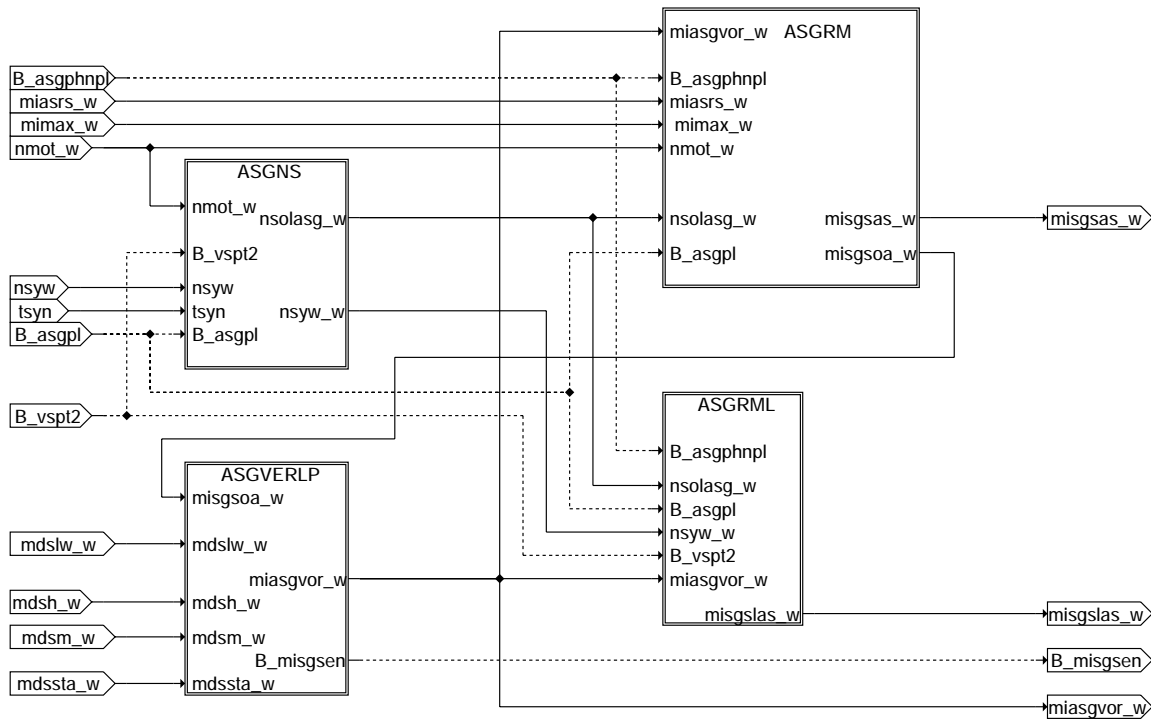 miasgvor_w ASGRM
B_asgphnpl B_asgphnpl
miasrs_w miasrs_w
mimax_w mimax_w
nmot_w nmot_w
ASGNS
nmot_w
nsolasg_w nsolasg_w misgsas_w misgsas_w
B_vspt2 B_asgpl misgsoa_w
nsyw nsyw
tsyn tsyn nsyw_w
B_asgpl B_asgpl
ASGRML
B_vspt2
B_asgphnpl
ASGVERLP
nsolasg_w
misgsoa_w
B_asgpl
nsyw_w
mdslw_w mdslw_w
B_vspt2
miasgvor_w miasgvor_w
mdsh_w mdsh_w
misgslas_w misgslas_w
mdsm_w mdsm_w
B_misgsen B_misgsen
mdssta_w mdssta_w
miasgvor_w